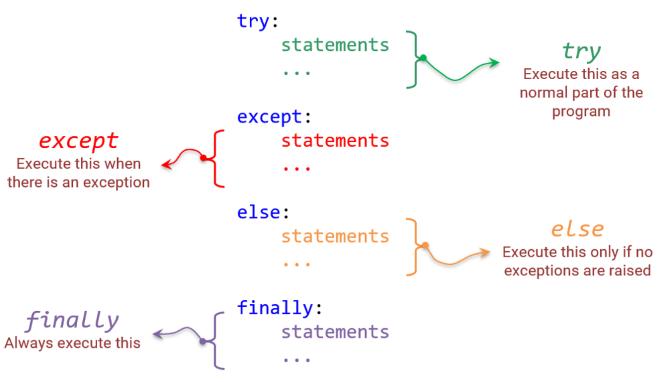 try:
statements
...
try
Execute this as a
normal part of the
program
except:
statements
...
except
Execute this when
there is an exception
else:
statements
...
else
Execute this only if no
exceptions are raised
finally:
statements
...
finally
Always execute this